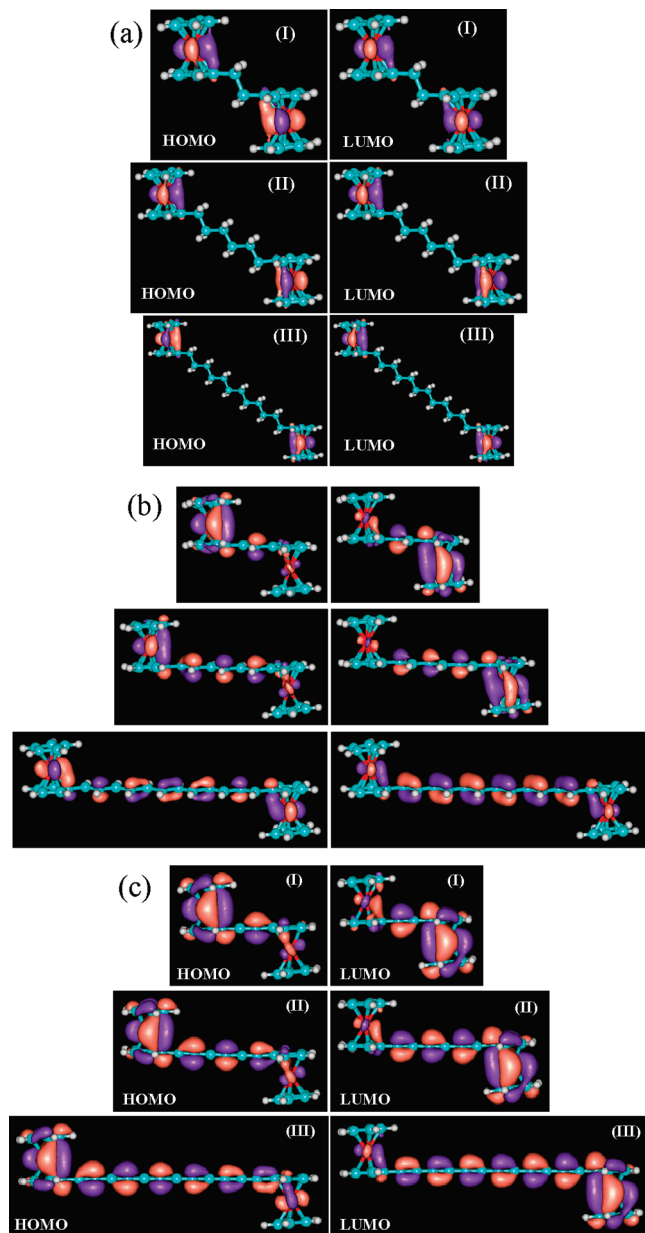 (a)
(I) (I)
HOMO LUMO
(II) (II)
HOMO LUMO
(III) (III)
HOMO LUMO
(b)
(c)
(I) (I)
HOMO LUMO
(II) (II)
HOMO LUMO
(III) (III)
HOMO LUMO